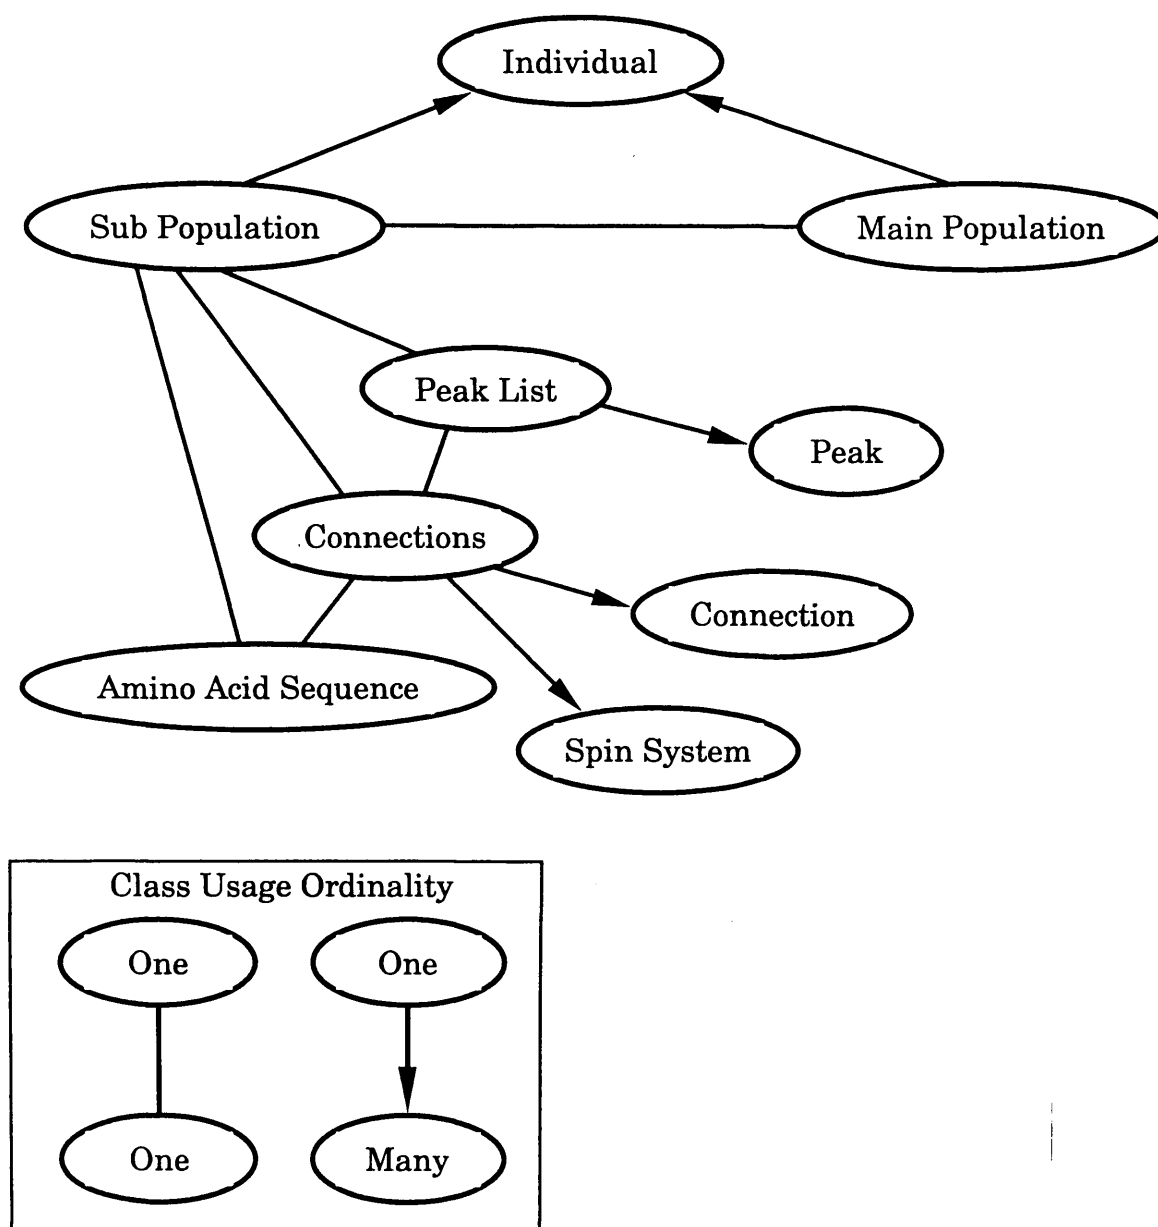 Individual
Sub Population
Main Population
Peak List
Peak
Connections
Connection
Amino Acid Sequence
Spin System
Class Usage Ordinality
One
One
One
Many